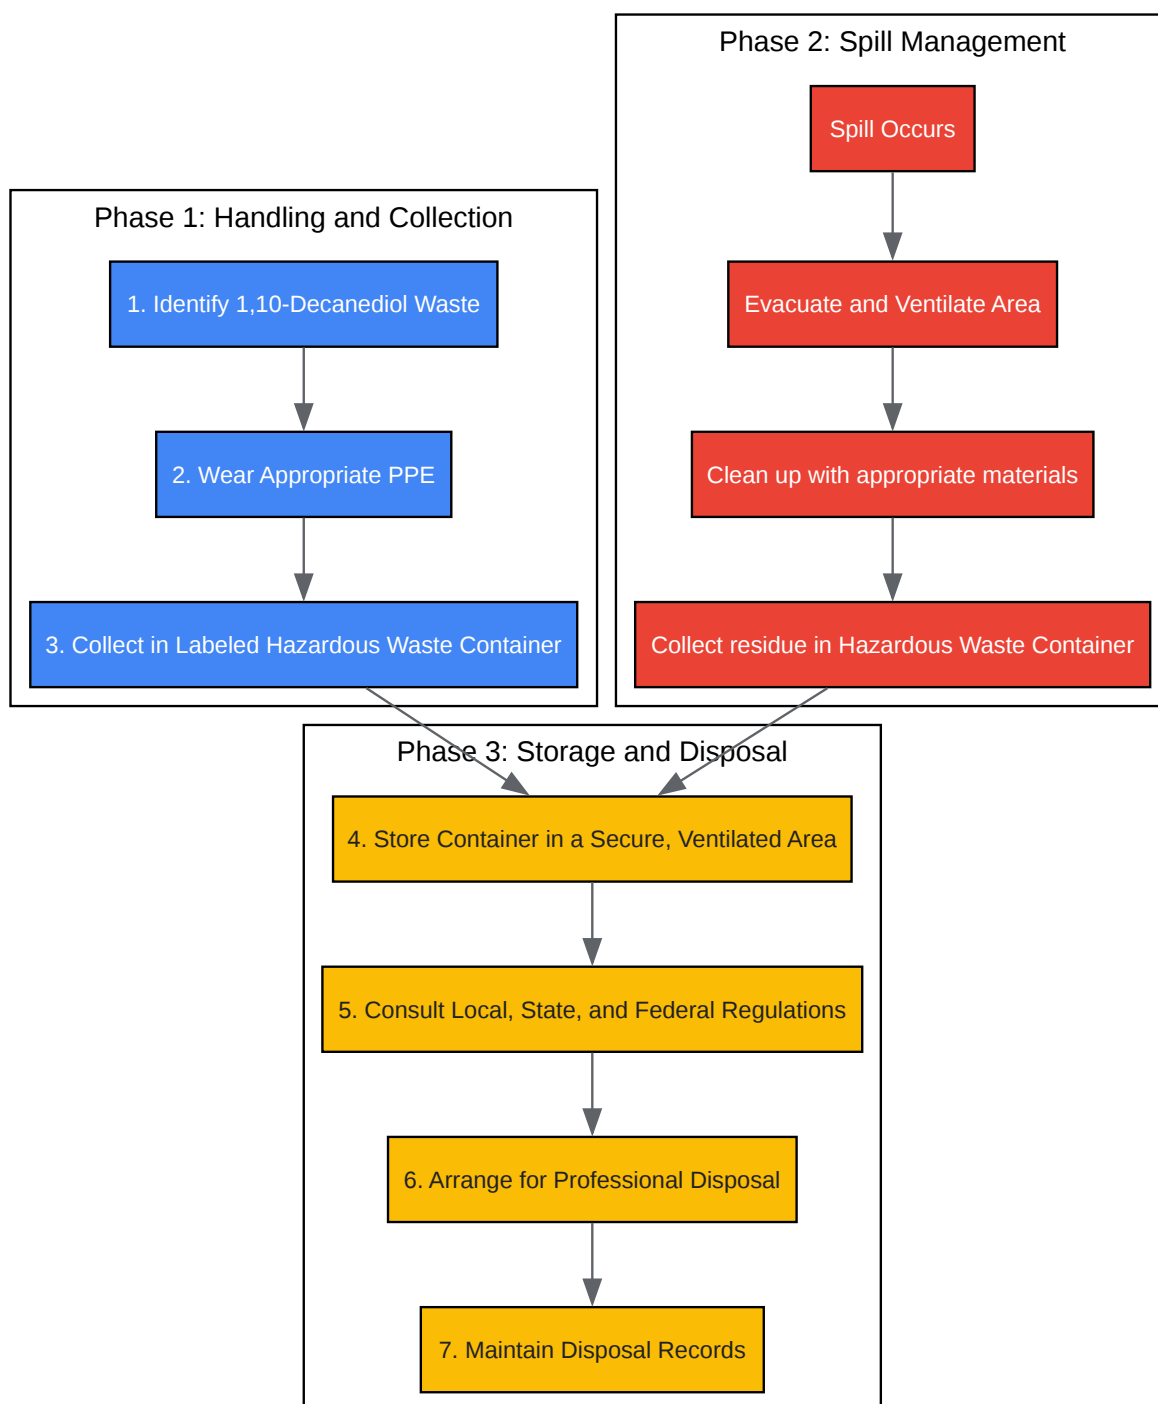 Phase 2: Spill Management
Spill Occurs
Evacuate and Ventilate Area
Clean up with appropriate materials
Collect residue in Hazardous Waste Container
Phase 1: Handling and Collection
1. Identify 1,10-Decanediol Waste
2. Wear Appropriate PPE
3. Collect in Labeled Hazardous Waste Container
Phase 3: Storage and Disposal
4. Store Container in a Secure, Ventilated Area
5. Consult Local, State, and Federal Regulations
6. Arrange for Professional Disposal
7. Maintain Disposal Records